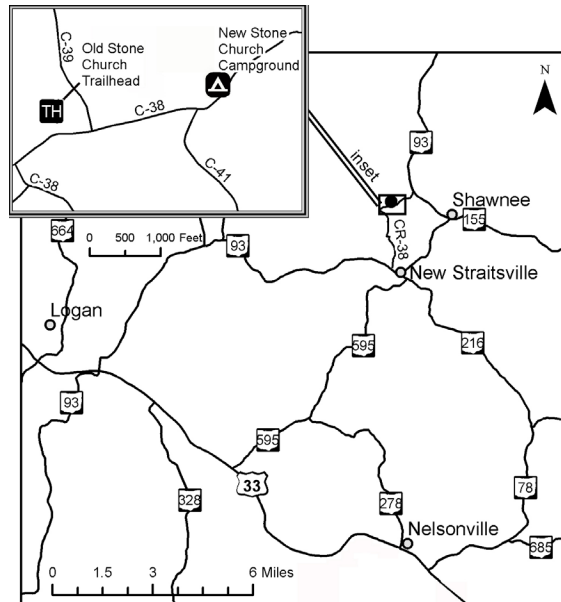 C-39
Old Stone
Church
Trailhead
TH
New Stone
Church
Campground
C-38
C-38
C-41
N
inset
93
Shawnee
155
CR-38
664
0 500 1,000 Feet
93
New Straitsville
Logan
595
216
93
595
33
328
278
78
Nelsonville
685
0 1.5 3 6 Miles